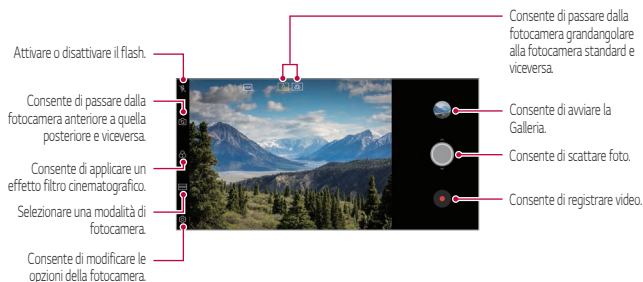 Attivare o disattivare il flash.
Consente di passare dalla
fotocamera anteriore a quella
posteriore e viceversa.
Consente di applicare un
effetto filtro cinematografico.
Selezionare una modalità di
fotocamera.
Consente di modificare le
opzioni della fotocamera.
Consente di passare dalla
fotocamera grandangolare
alla fotocamera standard e
viceversa.
Consente di avviare la
Galleria.
Consente di scattare foto.
Consente di registrare video.